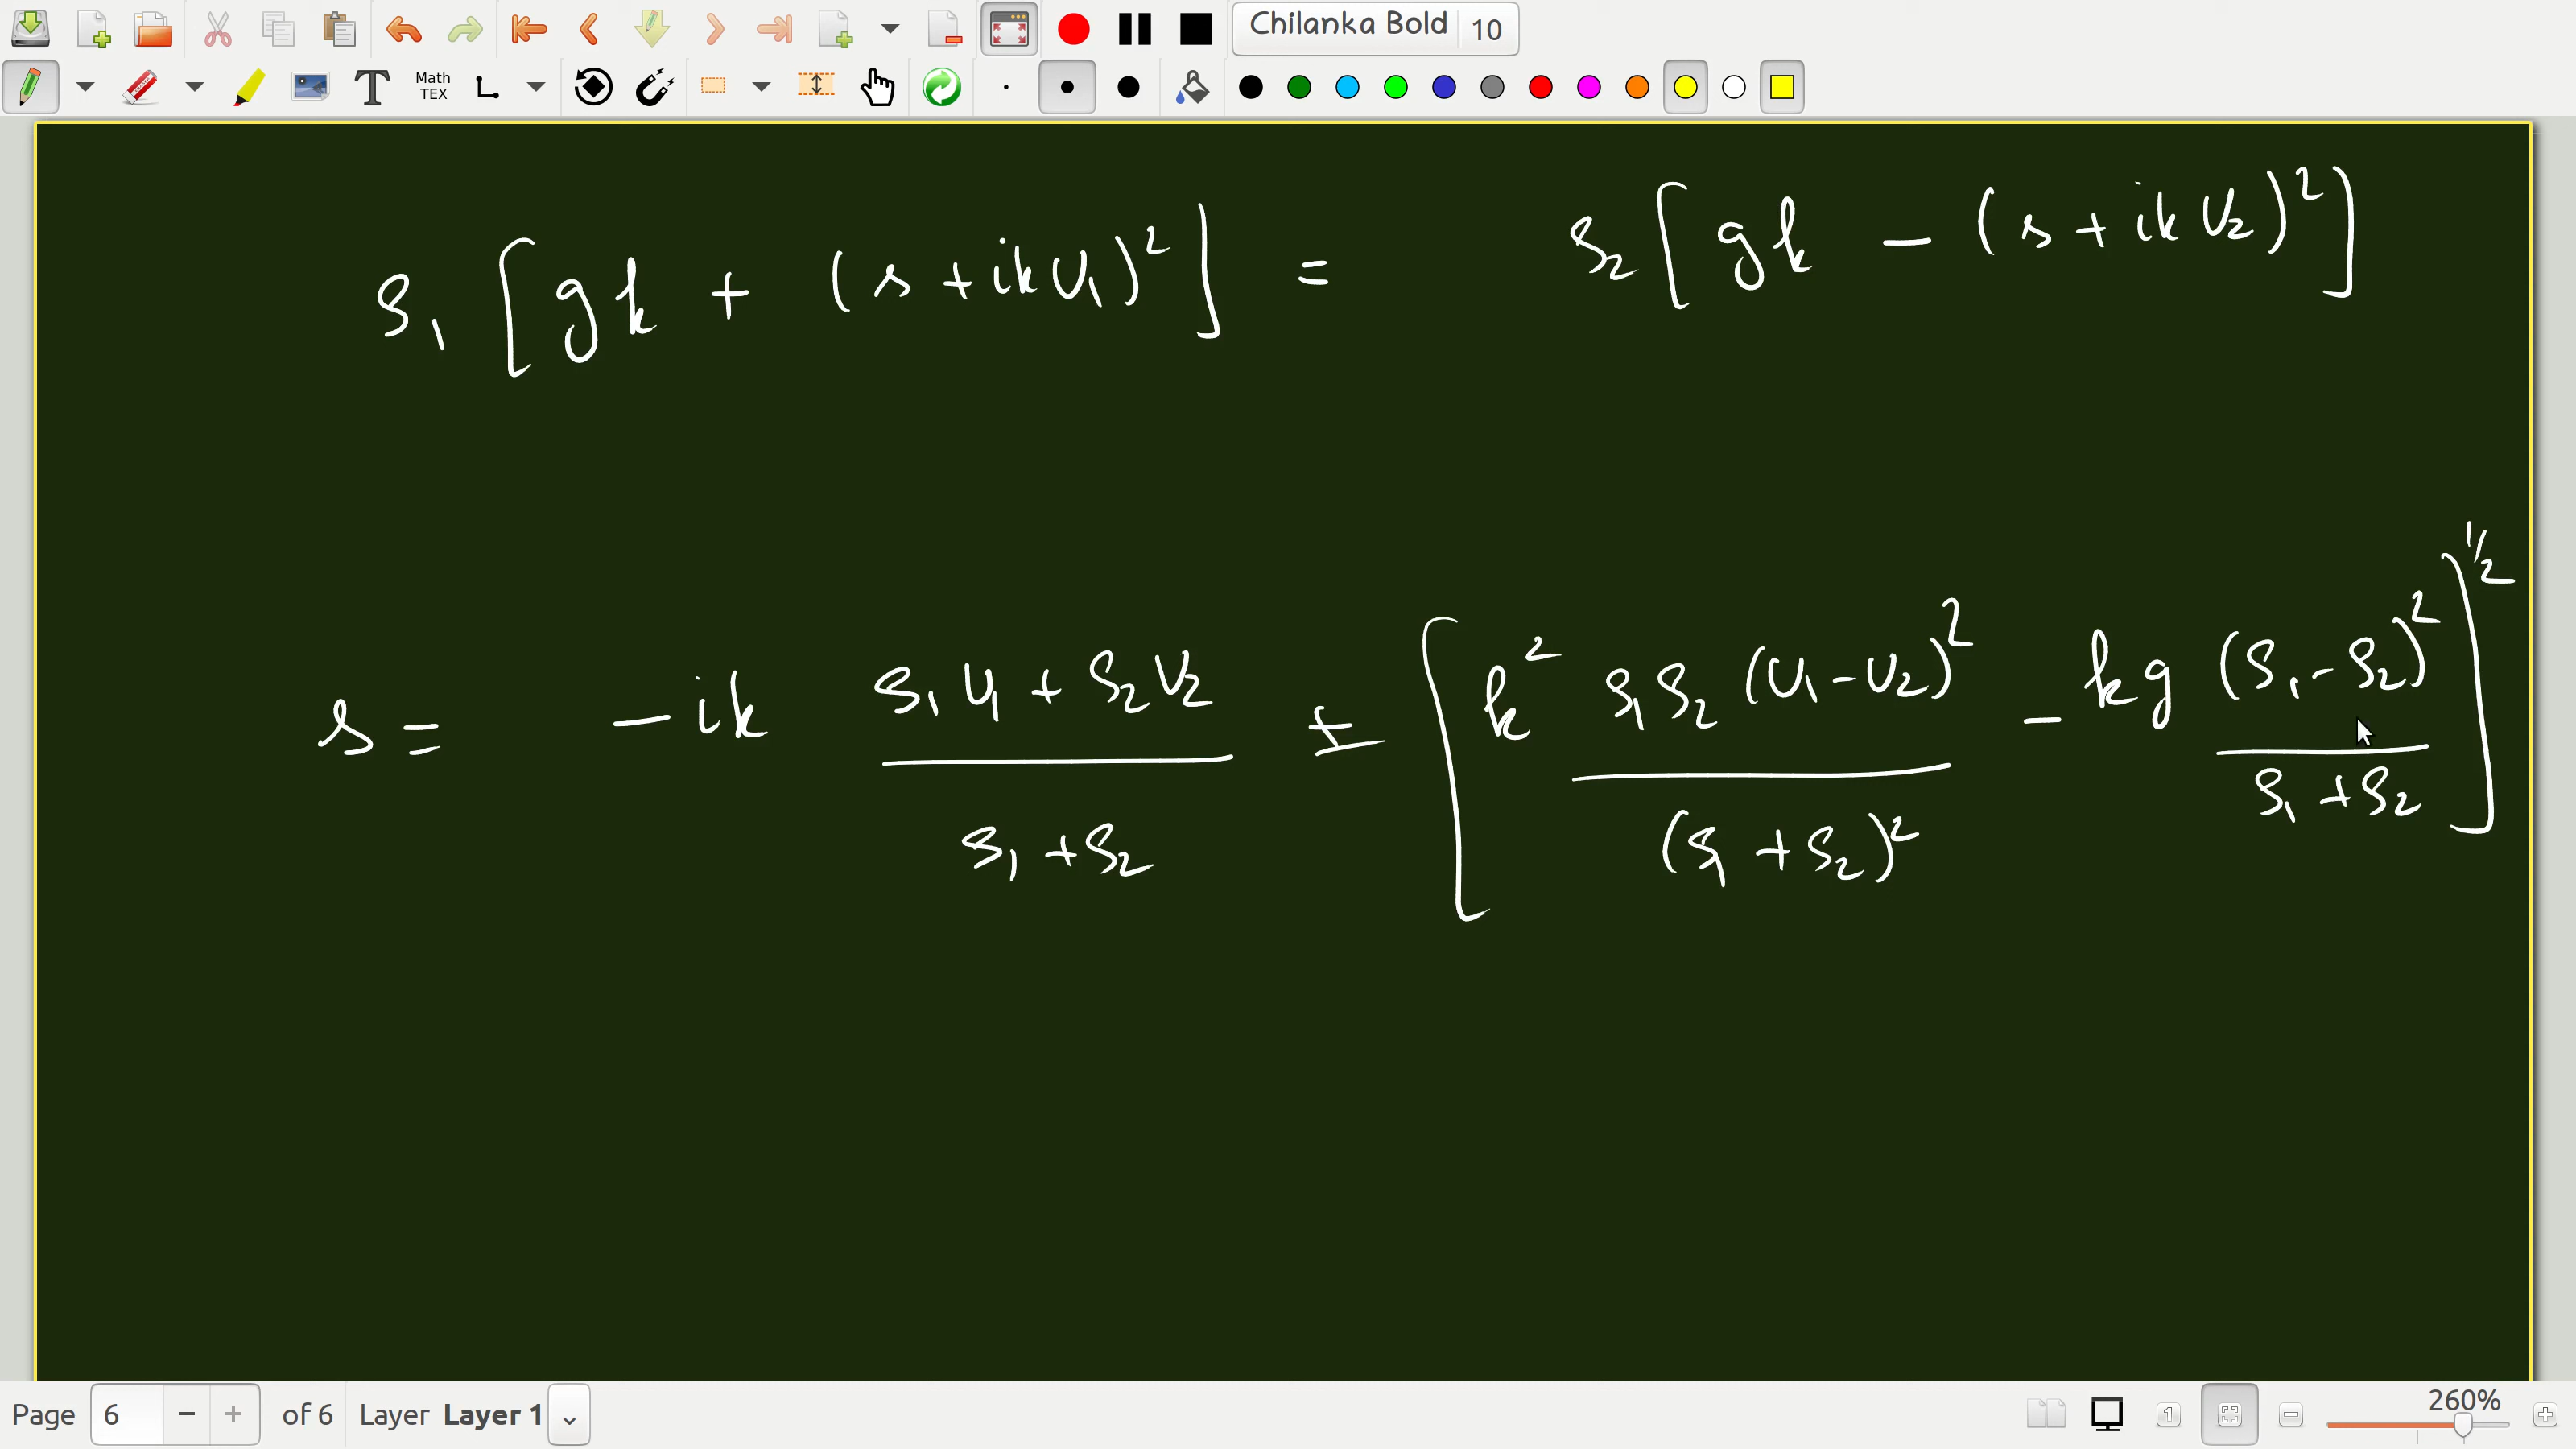 Chilanka Bold 10
Math TEX
ρ₁ [gk + (s + ikU₁)²] = ρ₂ [gk − (s + ikU₂)²]
s = −ik (ρ₁U₁ + ρ₂U₂)/(ρ₁ + ρ₂) ± [k² ρ₁ρ₂(U₁ − U₂)²/(ρ₁ + ρ₂)² − kg (ρ₁ − ρ₂)²/(ρ₁ + ρ₂)]^1/2
Page 6 of 6 Layer Layer 1 1 260%